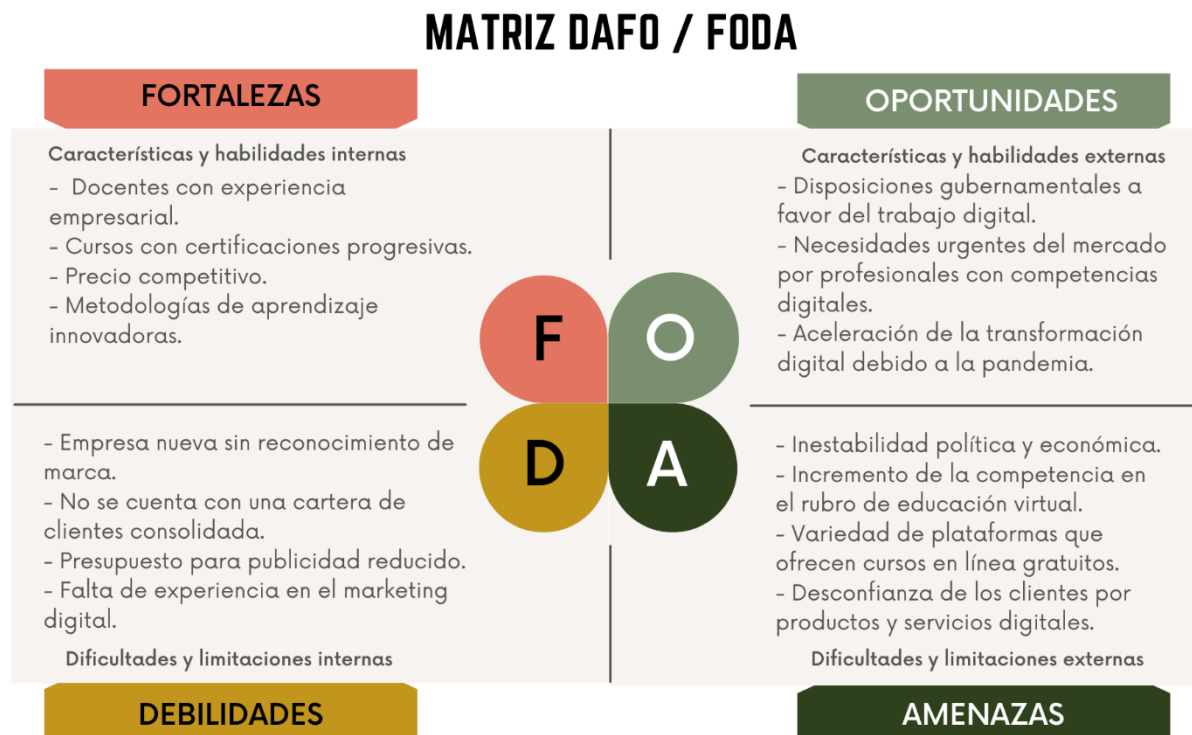 MATRIZ DAFO / FODA
FORTALEZAS
Características y habilidades internas
- Docentes con experiencia
empresarial.
- Cursos con certificaciones progresivas.
- Precio competitivo.
- Metodologías de aprendizaje
innovadoras.
OPORTUNIDADES
Características y habilidades externas
- Disposiciones gubernamentales a
favor del trabajo digital.
- Necesidades urgentes del mercado
por profesionales con competencias
digitales.
- Aceleración de la transformación
digital debido a la pandemia.
F
O
D
A
- Empresa nueva sin reconocimiento de
marca.
- No se cuenta con una cartera de
clientes consolidada.
- Presupuesto para publicidad reducido.
- Falta de experiencia en el marketing
digital.
Dificultades y limitaciones internas
DEBILIDADES
- Inestabilidad política y económica.
- Incremento de la competencia en
el rubro de educación virtual.
- Variedad de plataformas que
ofrecen cursos en línea gratuitos.
- Desconfianza de los clientes por
productos y servicios digitales.
Dificultades y limitaciones externas
AMENAZAS